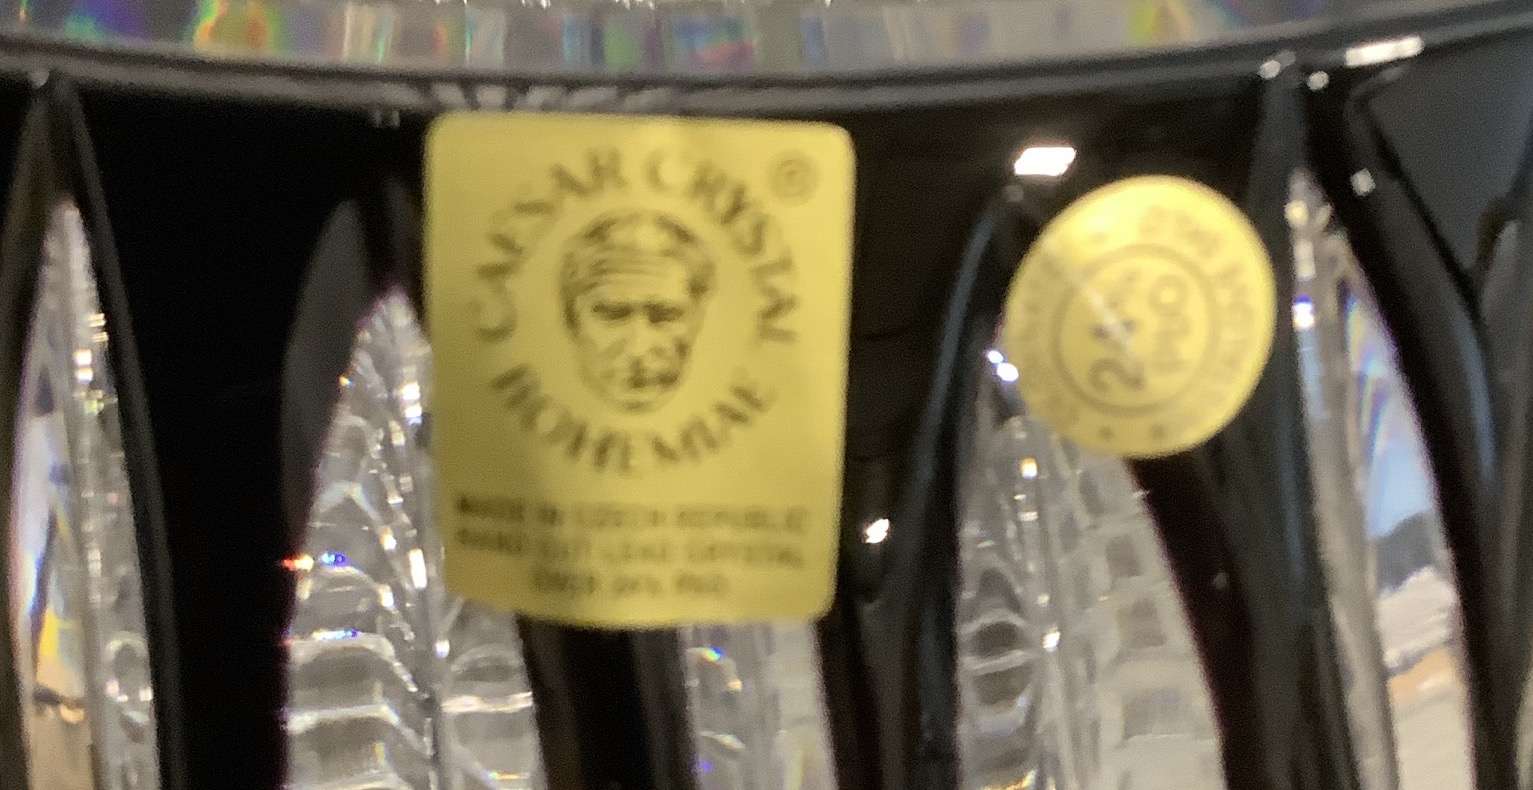 CAESAR CRYSTAL
®
BOHEMIAE
MADE IN CZECH REPUBLIC
HAND CUT LEAD CRYSTAL
OVER 24% PbO
24%
PbO